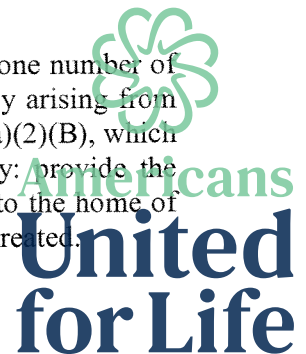 one number of
y arising from
)(2)(B), which
y: provide the
to the home of
reated.
Americans
United
for Life